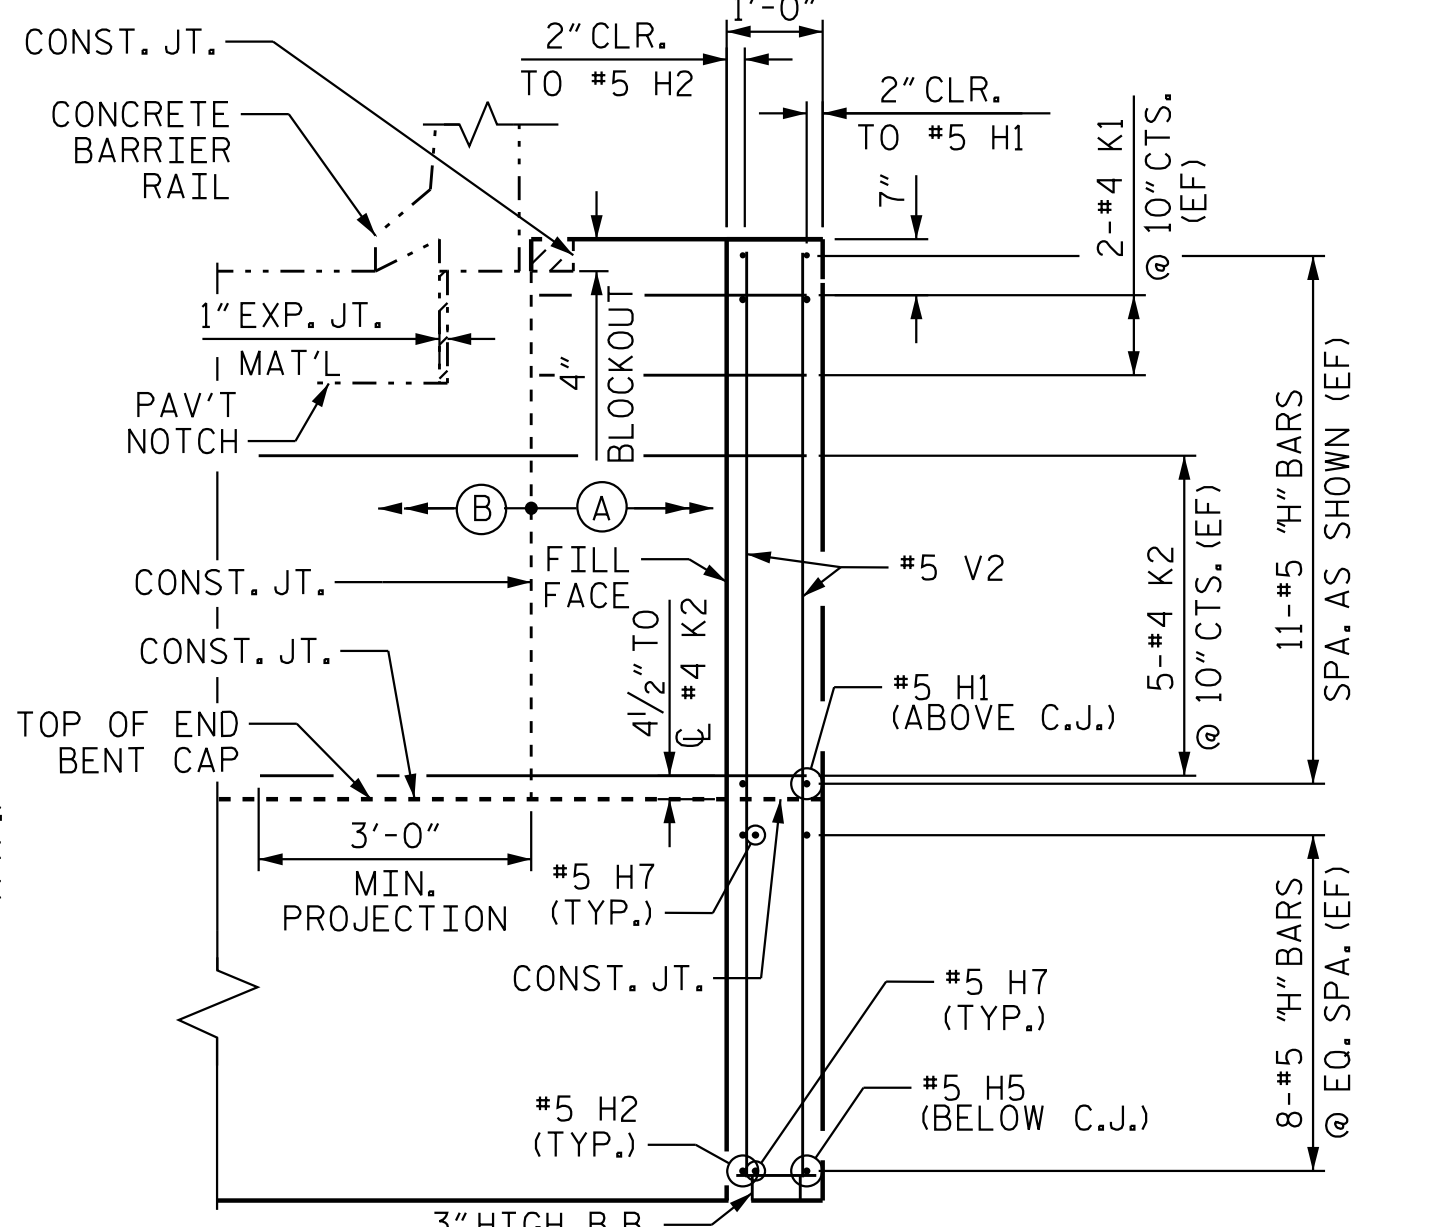 1'-0"
CONST. JT.
2" CLR.
TO #5 H2
2" CLR.
TO #5 H1
CONCRETE
BARRIER
RAIL
7"
2-#4 K1
@ 10" CTS.
(EF)
1" EXP. JT.
MAT'L
4"
BLOCKOUT
PAV'T
NOTCH
B
A
FILL
FACE
#5 V2
CONST. JT.
CONST. JT.
4 1/2" TO
℄ #4 K2
5-#4 K2
@ 10" CTS. (EF)
11-#5 "H" BARS
SPA. AS SHOWN (EF)
#5 H1
(ABOVE C.J.)
TOP OF END
BENT CAP
3'-0"
MIN.
PROJECTION
#5 H7
(TYP.)
CONST. JT.
#5 H7
(TYP.)
#5 H5
(BELOW C.J.)
8-#5 "H" BARS
@ EQ. SPA. (EF)
#5 H2
(TYP.)
3" HIGH B.B.